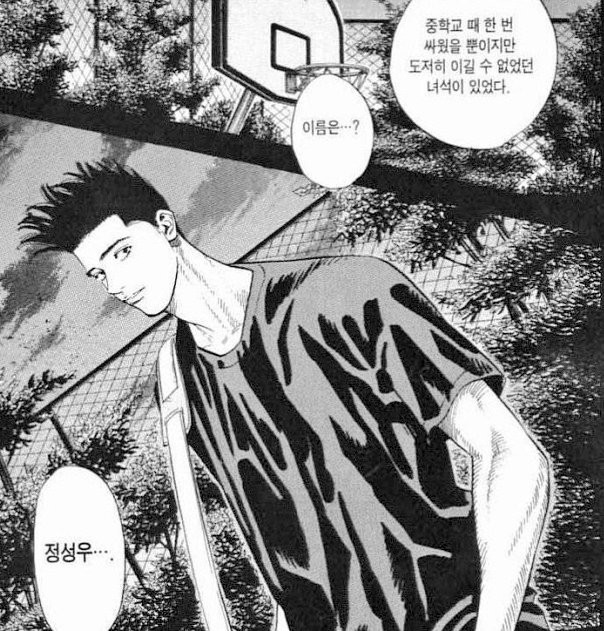 중학교 때 한 번
싸웠을 뿐이지만
도저히 이길 수 없었던
녀석이 있었다.
이름은…?
정성우….